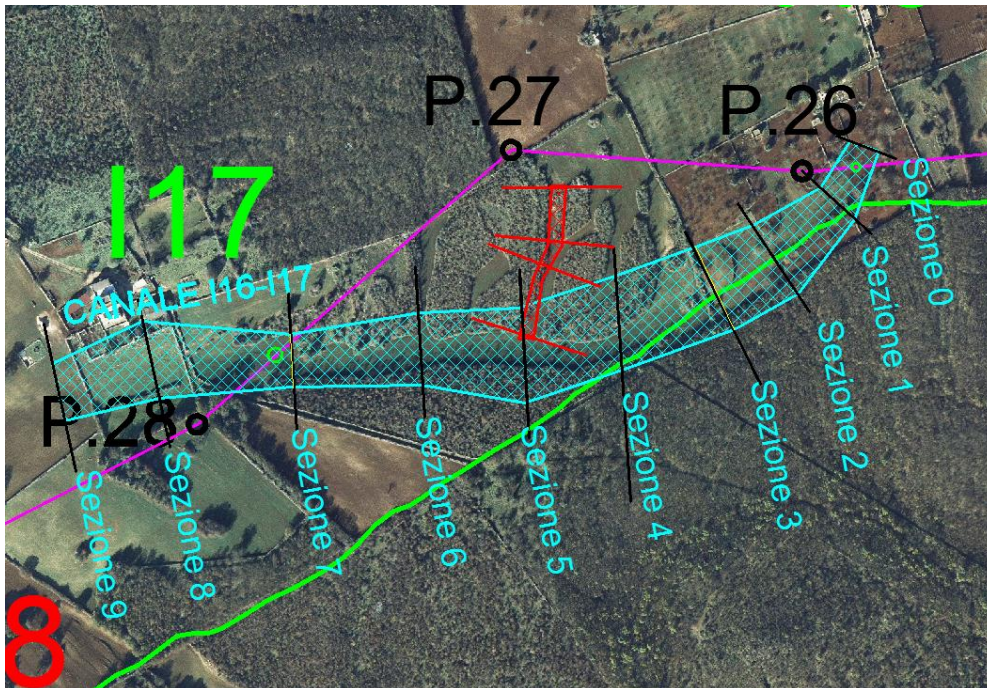 P.27
P.26
I17
CANALE I16-I17
P.28
Sezione 0
Sezione 1
Sezione 2
Sezione 3
Sezione 4
Sezione 5
Sezione 6
Sezione 7
Sezione 8
Sezione 9
8